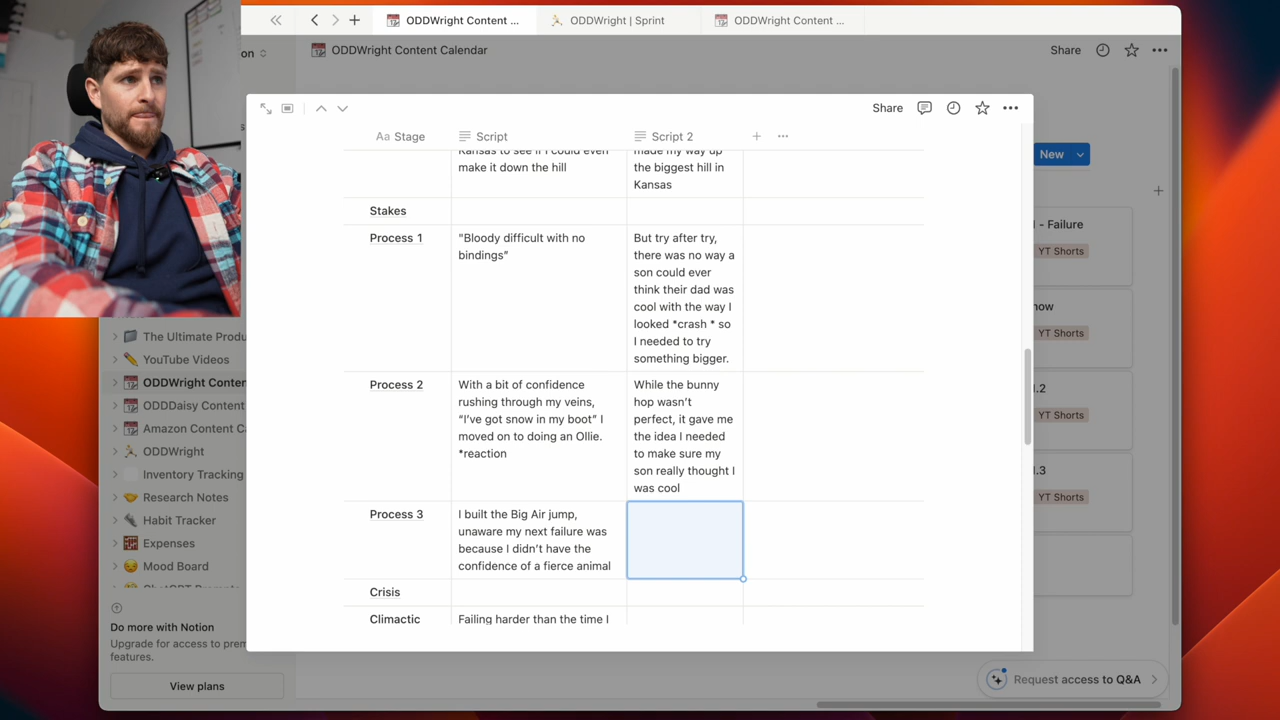 ODDWright Content ...
ODDWright | Sprint
ODDWright Content ...
on
ODDWright Content Calendar
Share
Share
Aa Stage
Script
Script 2
New
Kansas to see if I could even
make it down the hill
made my way up
the biggest hill in
Kansas
Stakes
Process 1
"Bloody difficult with no
bindings"
But try after try,
there was no way a
son could ever
think their dad was
cool with the way I
looked *crash * so
I needed to try
something bigger.
Process 2
With a bit of confidence
rushing through my veins,
“I’ve got snow in my boot” I
moved on to doing an Ollie.
*reaction
While the bunny
hop wasn’t
perfect, it gave me
the idea I needed
to make sure my
son really thought I
was cool
Process 3
I built the Big Air jump,
unaware my next failure was
because I didn’t have the
confidence of a fierce animal
Crisis
Climactic
Failing harder than the time I
- Failure
YT Shorts
now
YT Shorts
.2
YT Shorts
.3
YT Shorts
The Ultimate Produ
YouTube Videos
ODDWright Conter
ODDDaisy Content
Amazon Content Ca
ODDWright
Inventory Tracking
Research Notes
Habit Tracker
Expenses
Mood Board
Do more with Notion
Upgrade for access to prem
features.
View plans
Request access to Q&A